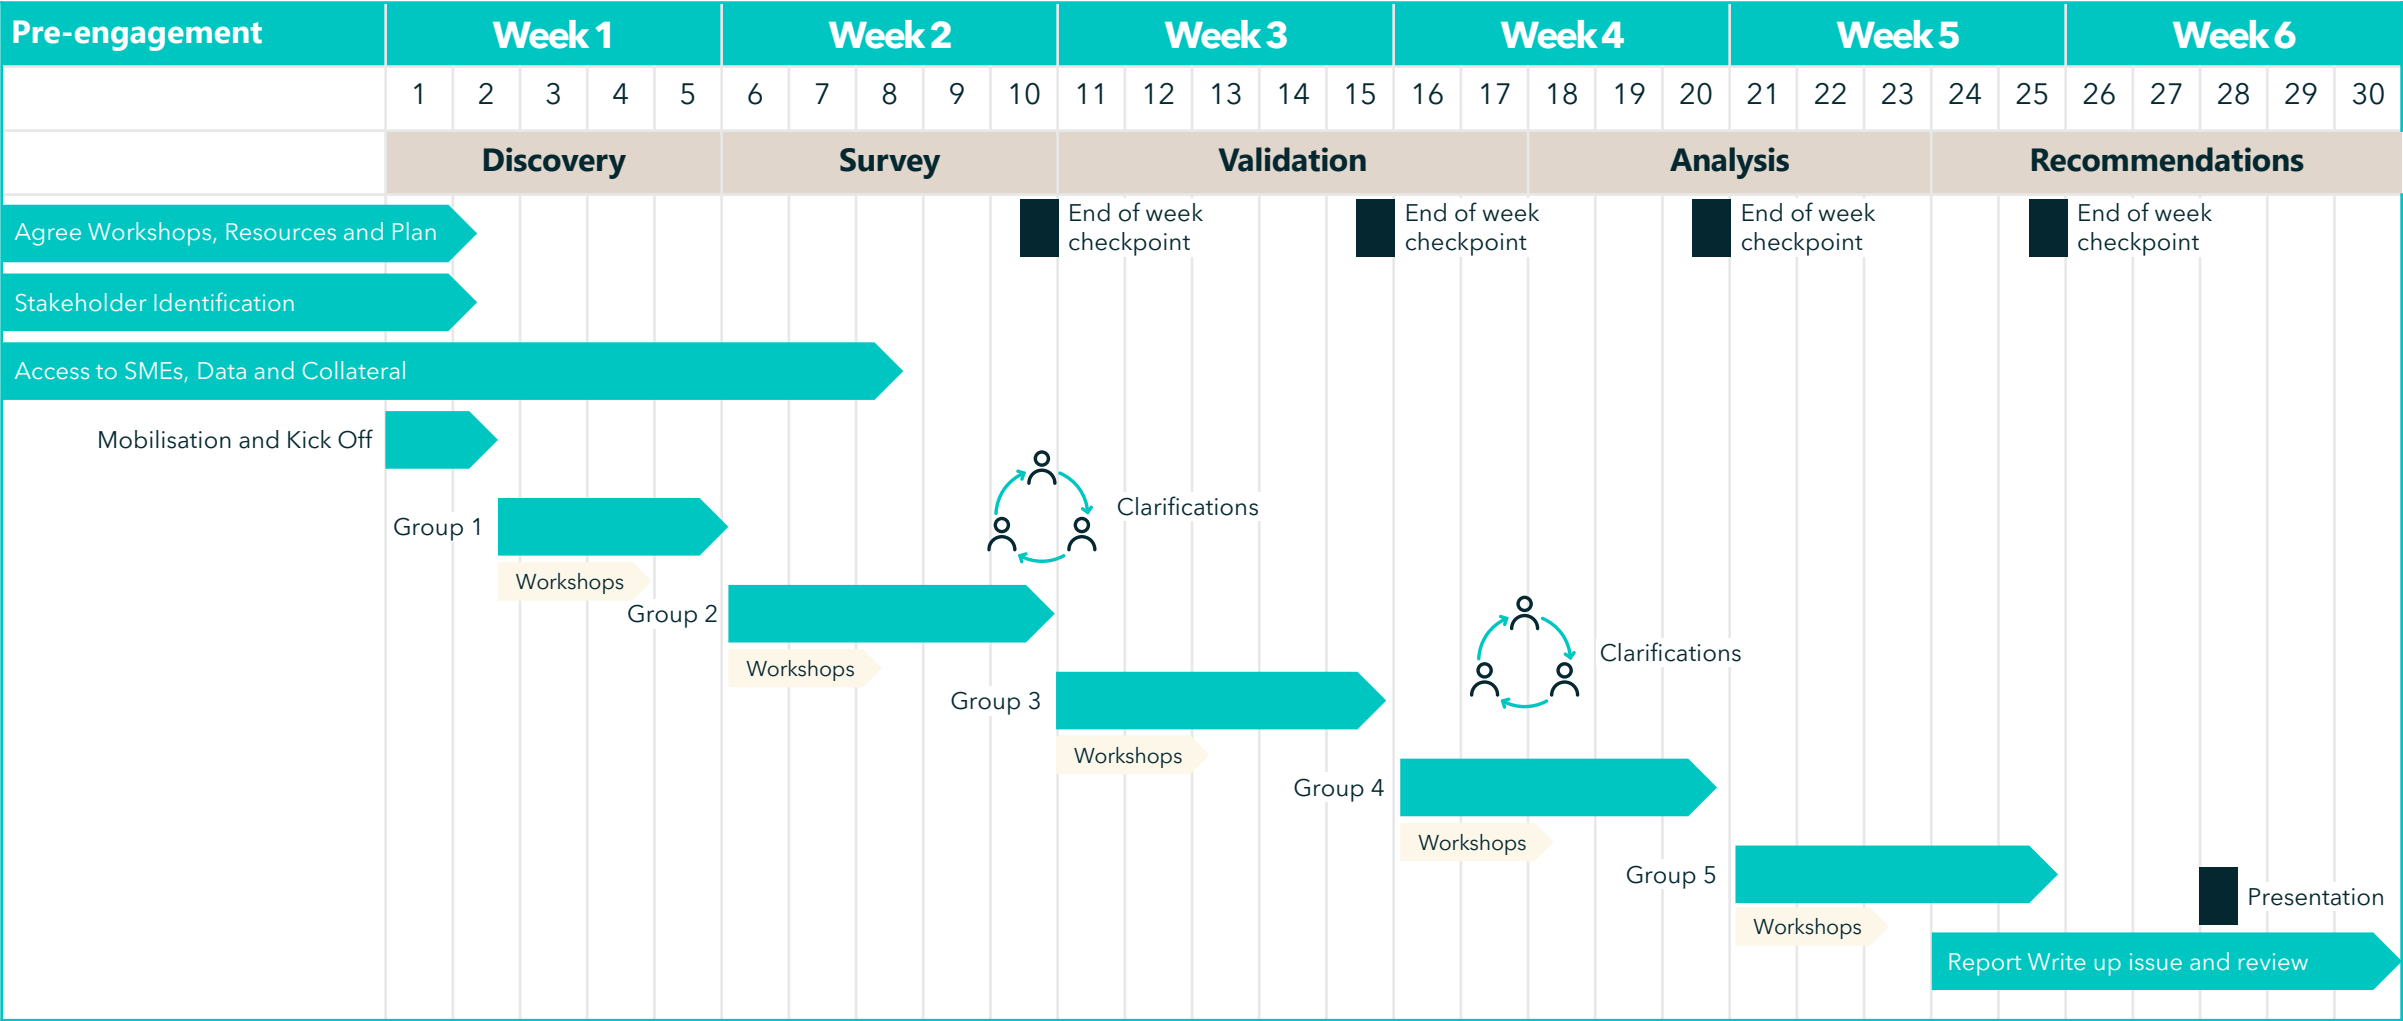 Pre-engagement Week 1 Week 2 Week 3 Week 4 Week 5 Week 6
1 2 3 4 5 6 7 8 9 10 11 12 13 14 15 16 17 18 19 20 21 22 23 24 25 26 27 28 29 30
Discovery Survey Validation Analysis Recommendations
End of week
checkpoint
End of week
checkpoint
End of week
checkpoint
End of week
checkpoint
Agree Workshops, Resources and Plan
Stakeholder Identification
Access to SMEs, Data and Collateral
Mobilisation and Kick Off
Group 1
Clarifications
Workshops
Group 2
Workshops
Clarifications
Group 3
Workshops
Group 4
Workshops
Group 5
Presentation
Workshops
Report Write up issue and review